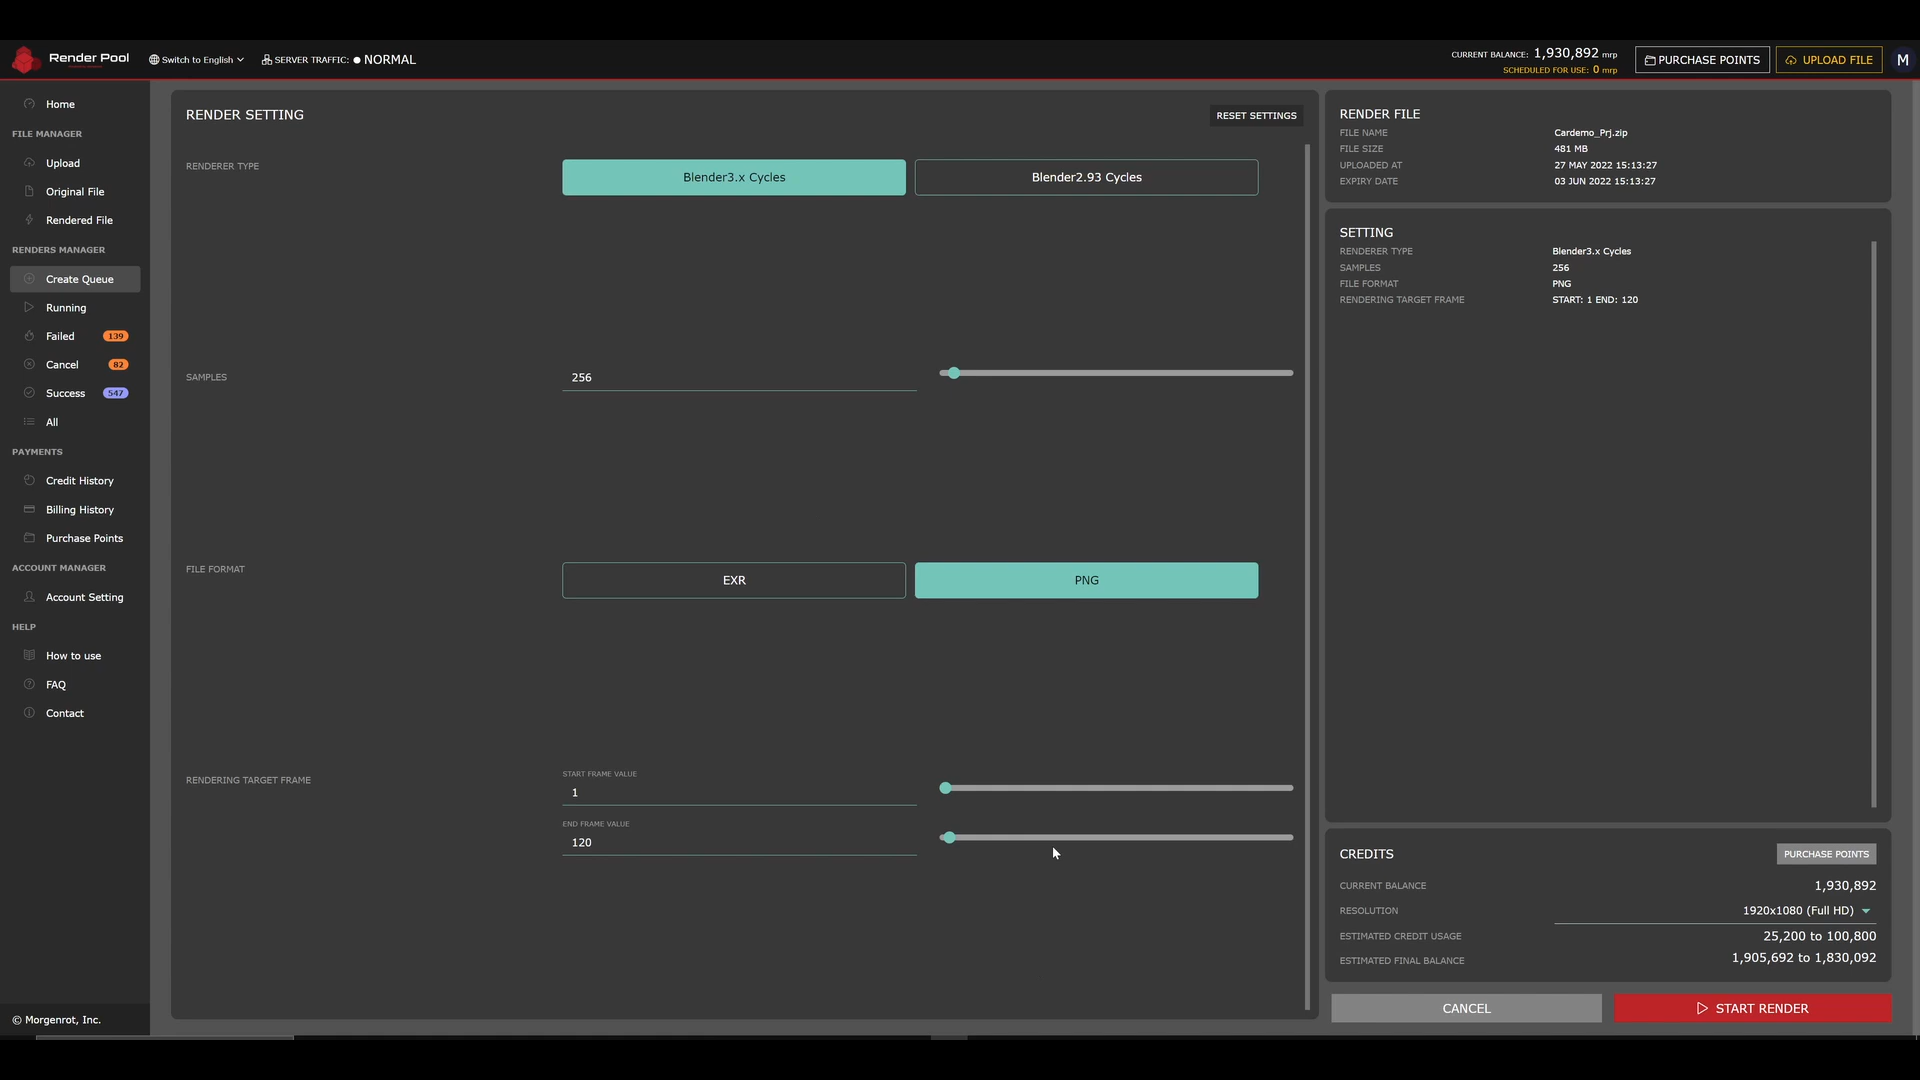 Render Pool
Switch to English
SERVER TRAFFIC: NORMAL
CURRENT BALANCE: 1,930,892 mrp
SCHEDULED FOR USE: 0 mrp
PURCHASE POINTS
UPLOAD FILE
M
Home
FILE MANAGER
Upload
Original File
Rendered File
RENDERS MANAGER
Create Queue
Running
Failed 139
Cancel 82
Success 547
All
PAYMENTS
Credit History
Billing History
Purchase Points
ACCOUNT MANAGER
Account Setting
HELP
How to use
FAQ
Contact
© Morgenrot, Inc.
RENDER SETTING
RESET SETTINGS
RENDERER TYPE
Blender3.x Cycles
Blender2.93 Cycles
SAMPLES
256
FILE FORMAT
EXR
PNG
RENDERING TARGET FRAME
START FRAME VALUE
1
END FRAME VALUE
120
RENDER FILE
FILE NAME Cardemo_Prj.zip
FILE SIZE 481 MB
UPLOADED AT 27 MAY 2022 15:13:27
EXPIRY DATE 03 JUN 2022 15:13:27
SETTING
RENDERER TYPE Blender3.x Cycles
SAMPLES 256
FILE FORMAT PNG
RENDERING TARGET FRAME START: 1 END: 120
CREDITS
PURCHASE POINTS
CURRENT BALANCE 1,930,892
RESOLUTION 1920x1080 (Full HD)
ESTIMATED CREDIT USAGE 25,200 to 100,800
ESTIMATED FINAL BALANCE 1,905,692 to 1,830,092
CANCEL
START RENDER